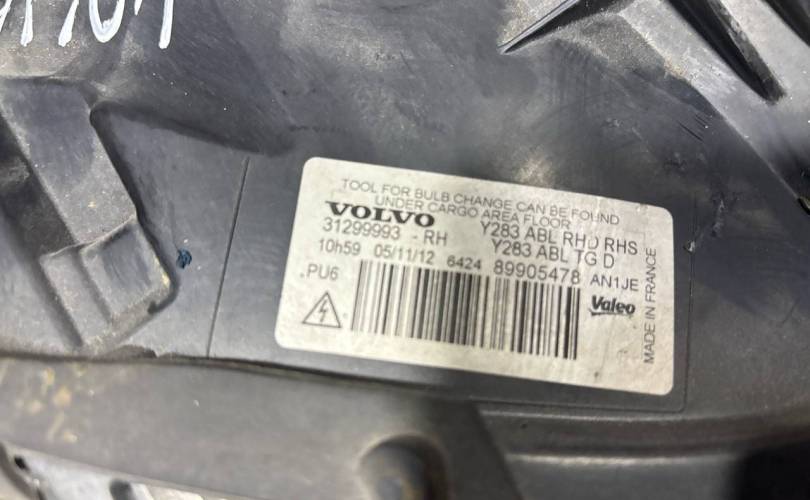 TOOL FOR BULB CHANGE CAN BE FOUND
UNDER CARGO AREA FLOOR
VOLVO
31299993 - RH Y283 ABL RHD RHS
Y283 ABL TG D
10h59 05/11/12 6424 89905478 AN1JE
.PU6
Valeo
MADE IN FRANCE